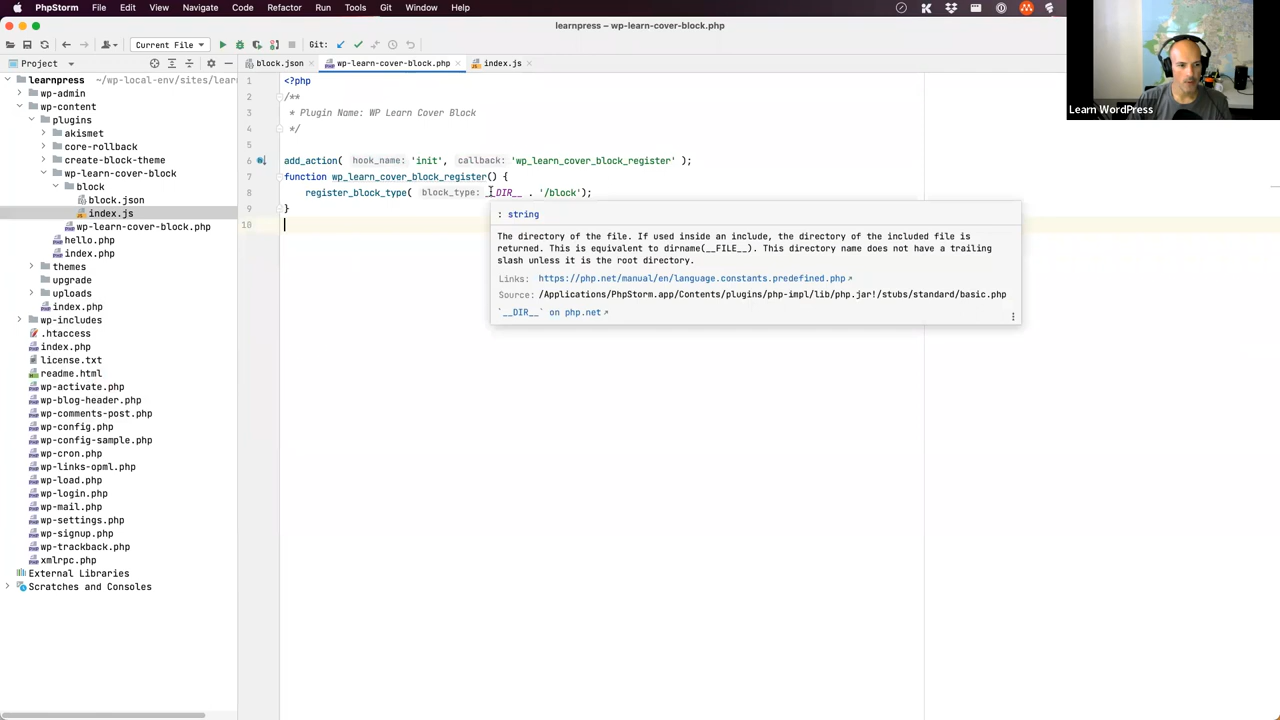 PhpStorm File Edit View Navigate Code Refactor Run Tools Git Window Help
learnpress – wp-learn-cover-block.php
Current File Git:
Project block.json wp-learn-cover-block.php index.js
learnpress ~/wp-local-env/sites/learn
wp-admin
wp-content
plugins
akismet
core-rollback
create-block-theme
wp-learn-cover-block
block
block.json
index.js
wp-learn-cover-block.php
hello.php
index.php
themes
upgrade
uploads
index.php
wp-includes
.htaccess
index.php
license.txt
readme.html
wp-activate.php
wp-blog-header.php
wp-comments-post.php
wp-config.php
wp-config-sample.php
wp-cron.php
wp-links-opml.php
wp-load.php
wp-login.php
wp-mail.php
wp-settings.php
wp-signup.php
wp-trackback.php
xmlrpc.php
External Libraries
Scratches and Consoles
1 <?php
2 /**
3 * Plugin Name: WP Learn Cover Block
4 */
5
6 add_action( hook_name: 'init', callback: 'wp_learn_cover_block_register' );
7 function wp_learn_cover_block_register() {
8 register_block_type( block_type: __DIR__ . '/block');
9 }
10
: string
The directory of the file. If used inside an include, the directory of the included file is
returned. This is equivalent to dirname(__FILE__). This directory name does not have a trailing
slash unless it is the root directory.
Links: https://php.net/manual/en/language.constants.predefined.php
Source: /Applications/PhpStorm.app/Contents/plugins/php-impl/lib/php.jar!/stubs/standard/basic.php
`__DIR__` on php.net
Learn WordPress